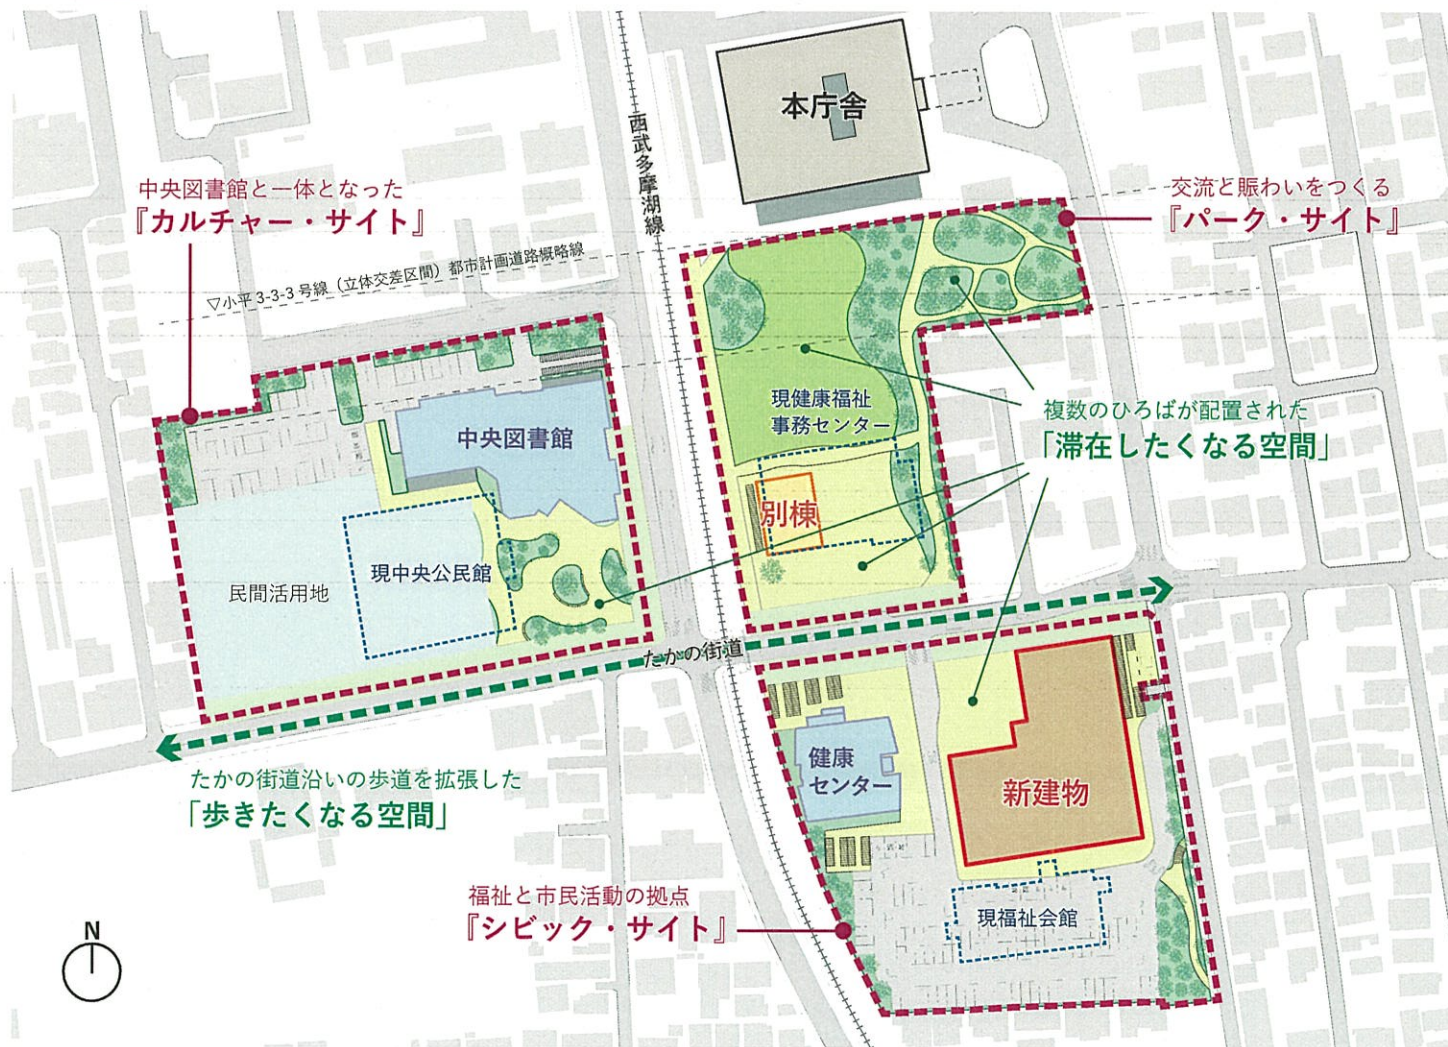 本庁舎
西武多摩湖線
中央図書館と一体となった
『カルチャー・サイト』
交流と賑わいをつくる
『パーク・サイト』
▽小平 3-3-3 号線（立体交差区間）都市計画道路概略線
現健康福祉
事務センター
複数のひろばが配置された
「滞在したくなる空間」
中央図書館
別棟
現中央公民館
民間活用地
たかの街道
たかの街道沿いの歩道を拡張した
「歩きたくなる空間」
健康
センター
新建物
福祉と市民活動の拠点
『シビック・サイト』
現福祉会館
N